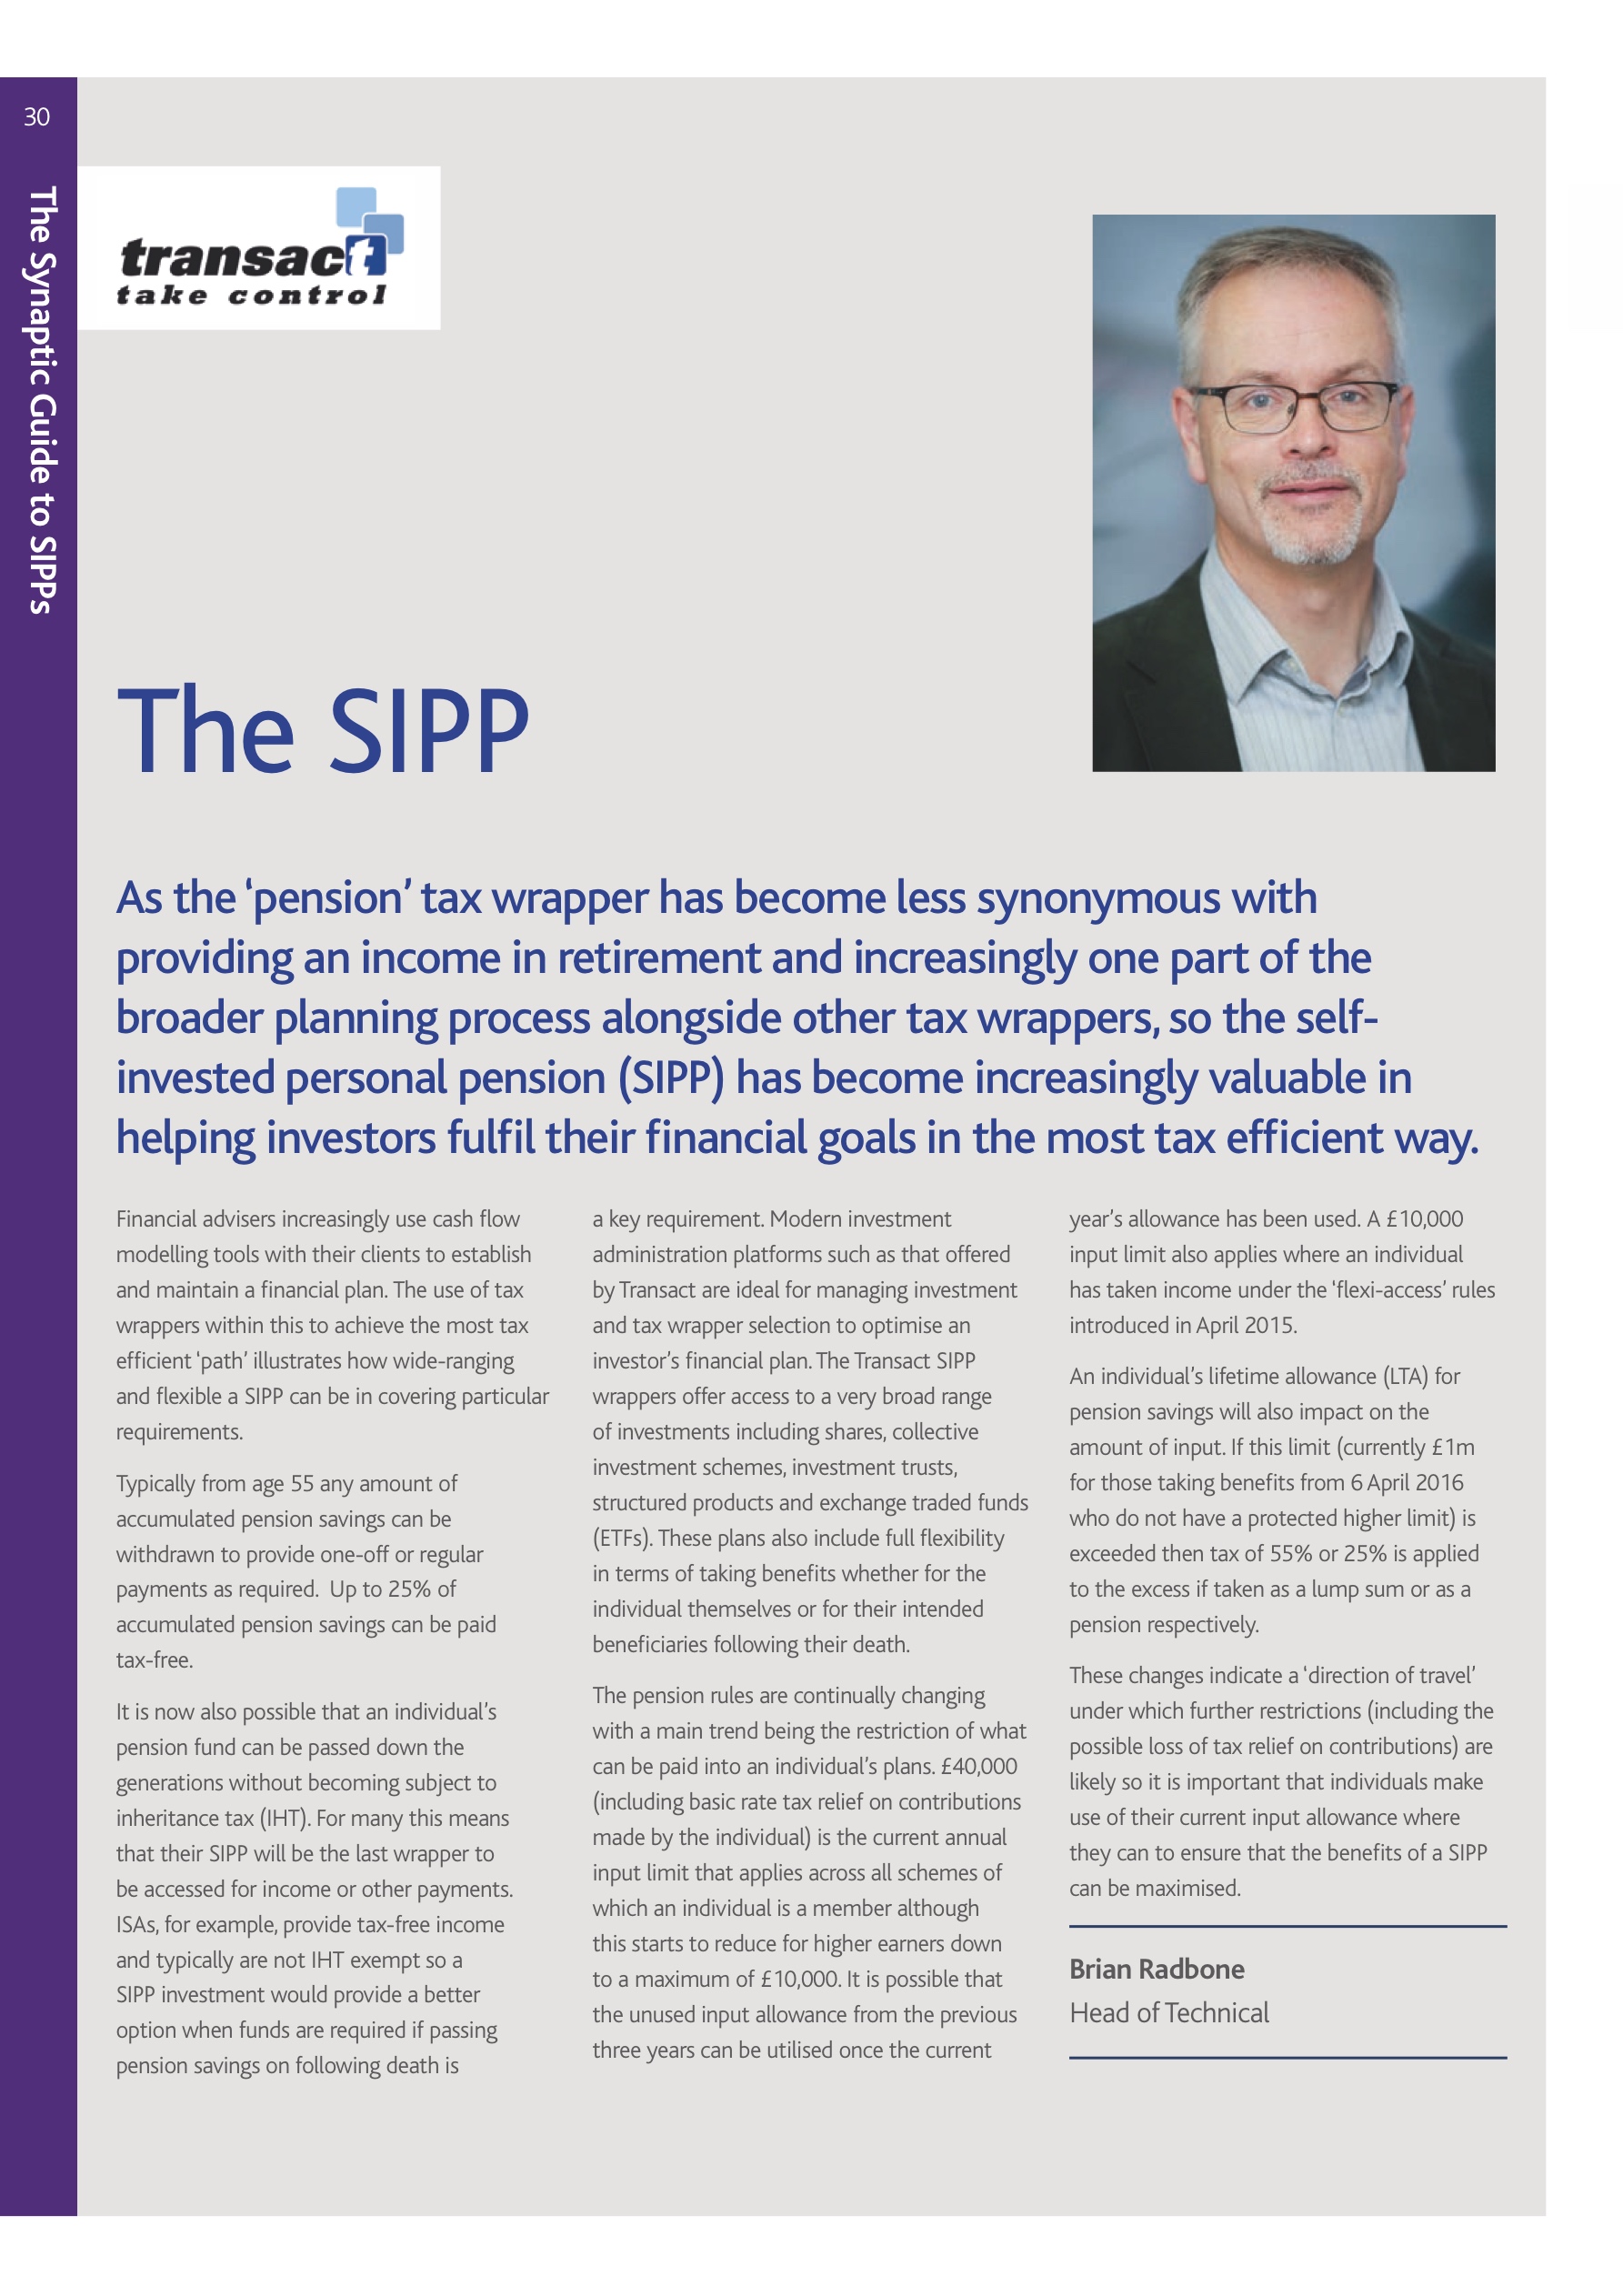 30
The Synaptic Guide to SIPPs
transact
take control
The SIPP
As the ‘pension’ tax wrapper has become less synonymous with
providing an income in retirement and increasingly one part of the
broader planning process alongside other tax wrappers, so the self-
invested personal pension (SIPP) has become increasingly valuable in
helping investors fulfil their financial goals in the most tax efficient way.
Financial advisers increasingly use cash flow
modelling tools with their clients to establish
and maintain a financial plan. The use of tax
wrappers within this to achieve the most tax
efficient ‘path’ illustrates how wide-ranging
and flexible a SIPP can be in covering particular
requirements.
Typically from age 55 any amount of
accumulated pension savings can be
withdrawn to provide one-off or regular
payments as required.  Up to 25% of
accumulated pension savings can be paid
tax-free.
It is now also possible that an individual’s
pension fund can be passed down the
generations without becoming subject to
inheritance tax (IHT). For many this means
that their SIPP will be the last wrapper to
be accessed for income or other payments.
ISAs, for example, provide tax-free income
and typically are not IHT exempt so a
SIPP investment would provide a better
option when funds are required if passing
pension savings on following death is
a key requirement. Modern investment
administration platforms such as that offered
by Transact are ideal for managing investment
and tax wrapper selection to optimise an
investor’s financial plan. The Transact SIPP
wrappers offer access to a very broad range
of investments including shares, collective
investment schemes, investment trusts,
structured products and exchange traded funds
(ETFs). These plans also include full flexibility
in terms of taking benefits whether for the
individual themselves or for their intended
beneficiaries following their death.
The pension rules are continually changing
with a main trend being the restriction of what
can be paid into an individual’s plans. £40,000
(including basic rate tax relief on contributions
made by the individual) is the current annual
input limit that applies across all schemes of
which an individual is a member although
this starts to reduce for higher earners down
to a maximum of £10,000. It is possible that
the unused input allowance from the previous
three years can be utilised once the current
year’s allowance has been used. A £10,000
input limit also applies where an individual
has taken income under the ‘flexi-access’ rules
introduced in April 2015.
An individual’s lifetime allowance (LTA) for
pension savings will also impact on the
amount of input. If this limit (currently £1m
for those taking benefits from 6 April 2016
who do not have a protected higher limit) is
exceeded then tax of 55% or 25% is applied
to the excess if taken as a lump sum or as a
pension respectively.
These changes indicate a ‘direction of travel’
under which further restrictions (including the
possible loss of tax relief on contributions) are
likely so it is important that individuals make
use of their current input allowance where
they can to ensure that the benefits of a SIPP
can be maximised.
Brian Radbone
Head of Technical